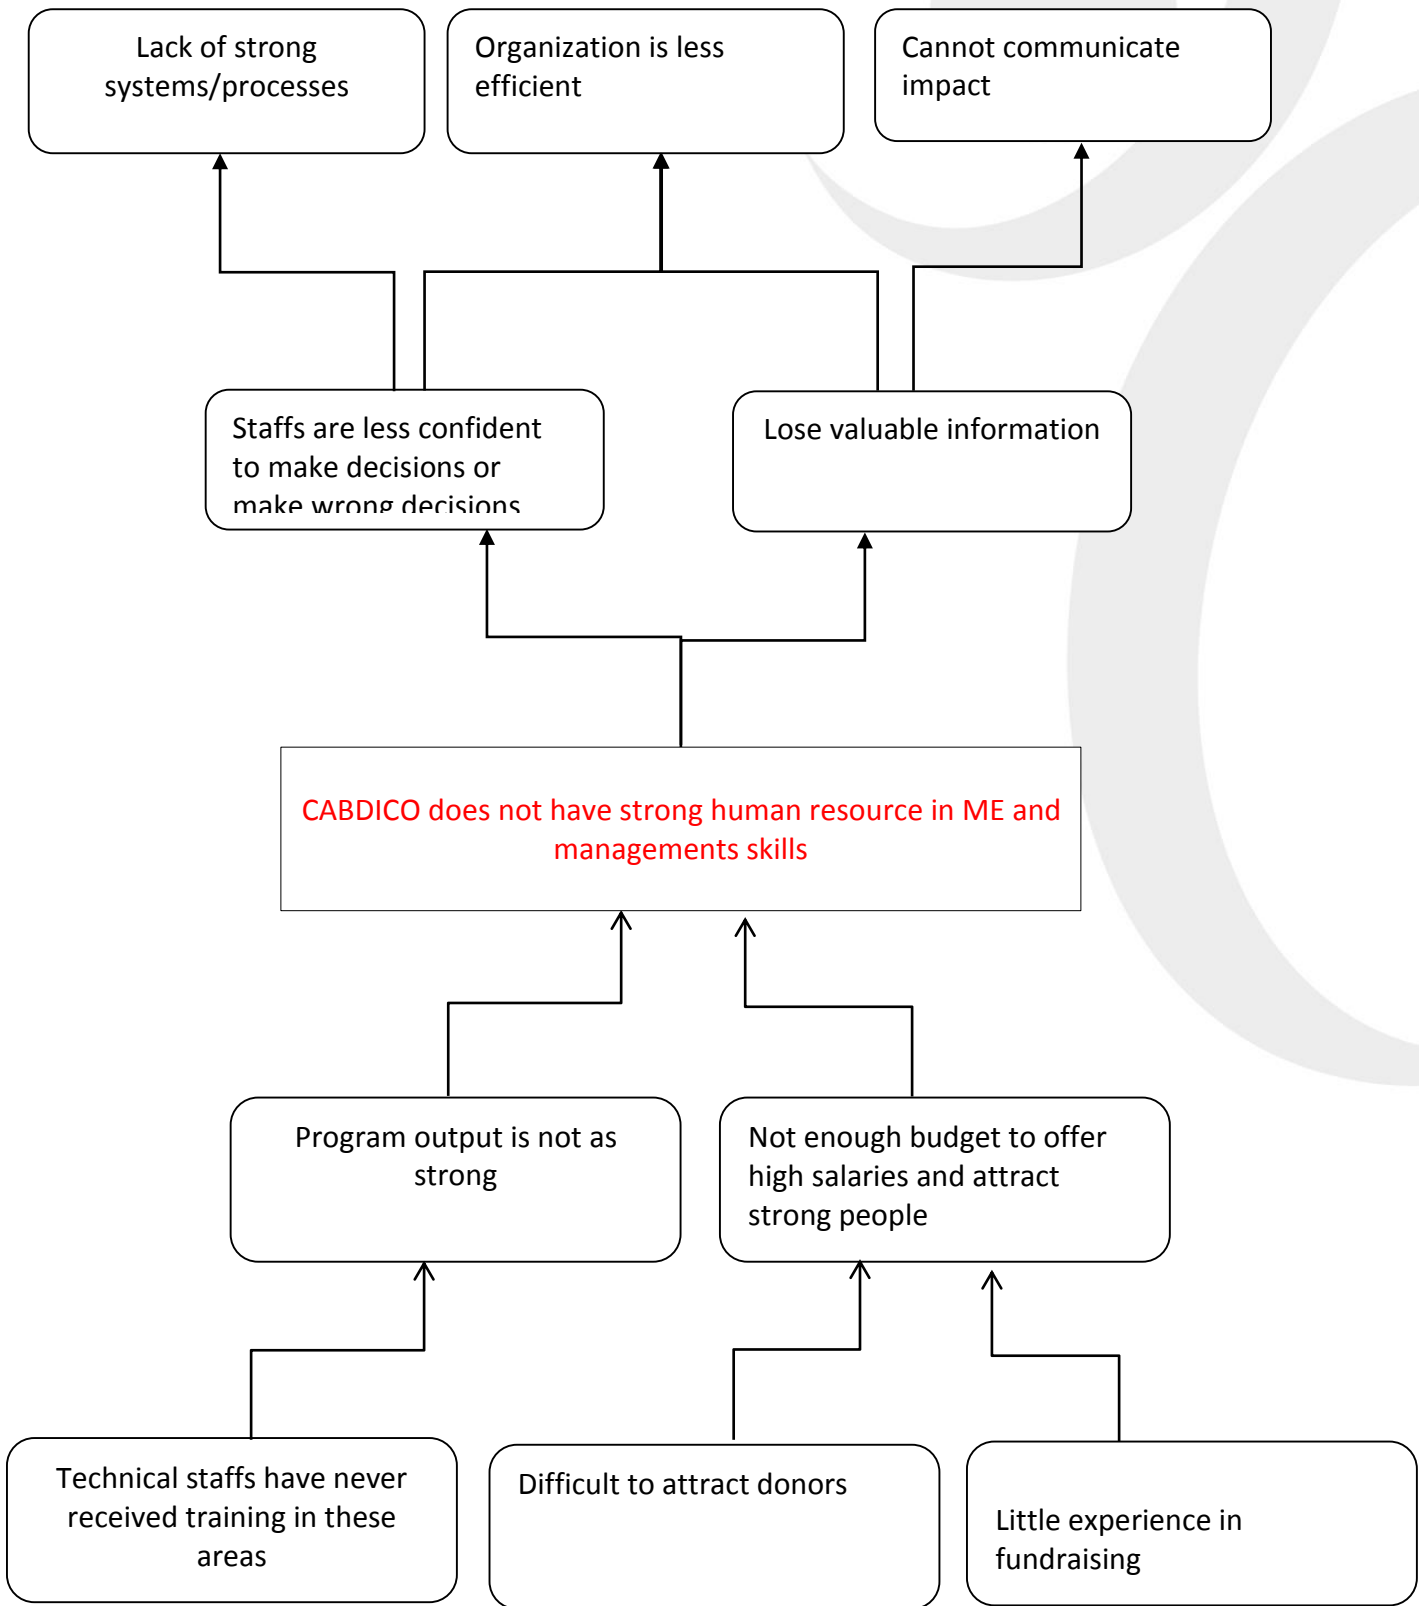 Lack of strong
systems/processes
Organization is less
efficient
Cannot communicate
impact
Staffs are less confident
to make decisions or
make wrong decisions
Lose valuable information
CABDICO does not have strong human resource in ME and
managements skills
Program output is not as
strong
Not enough budget to offer
high salaries and attract
strong people
Technical staffs have never
received training in these
areas
Difficult to attract donors
Little experience in
fundraising